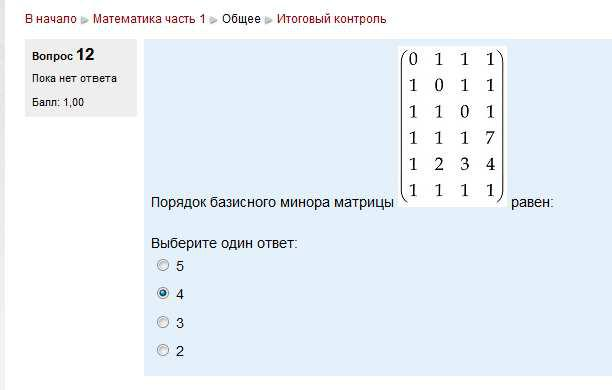 В начало ► Математика часть 1 ► Общее ► Итоговый контроль
Вопрос 12
Пока нет ответа
Балл: 1,00
0 1 1 1
1 0 1 1
1 1 0 1
1 1 1 7
1 2 3 4
1 1 1 1
Порядок базисного минора матрицы равен:
Выберите один ответ:
5
4
3
2